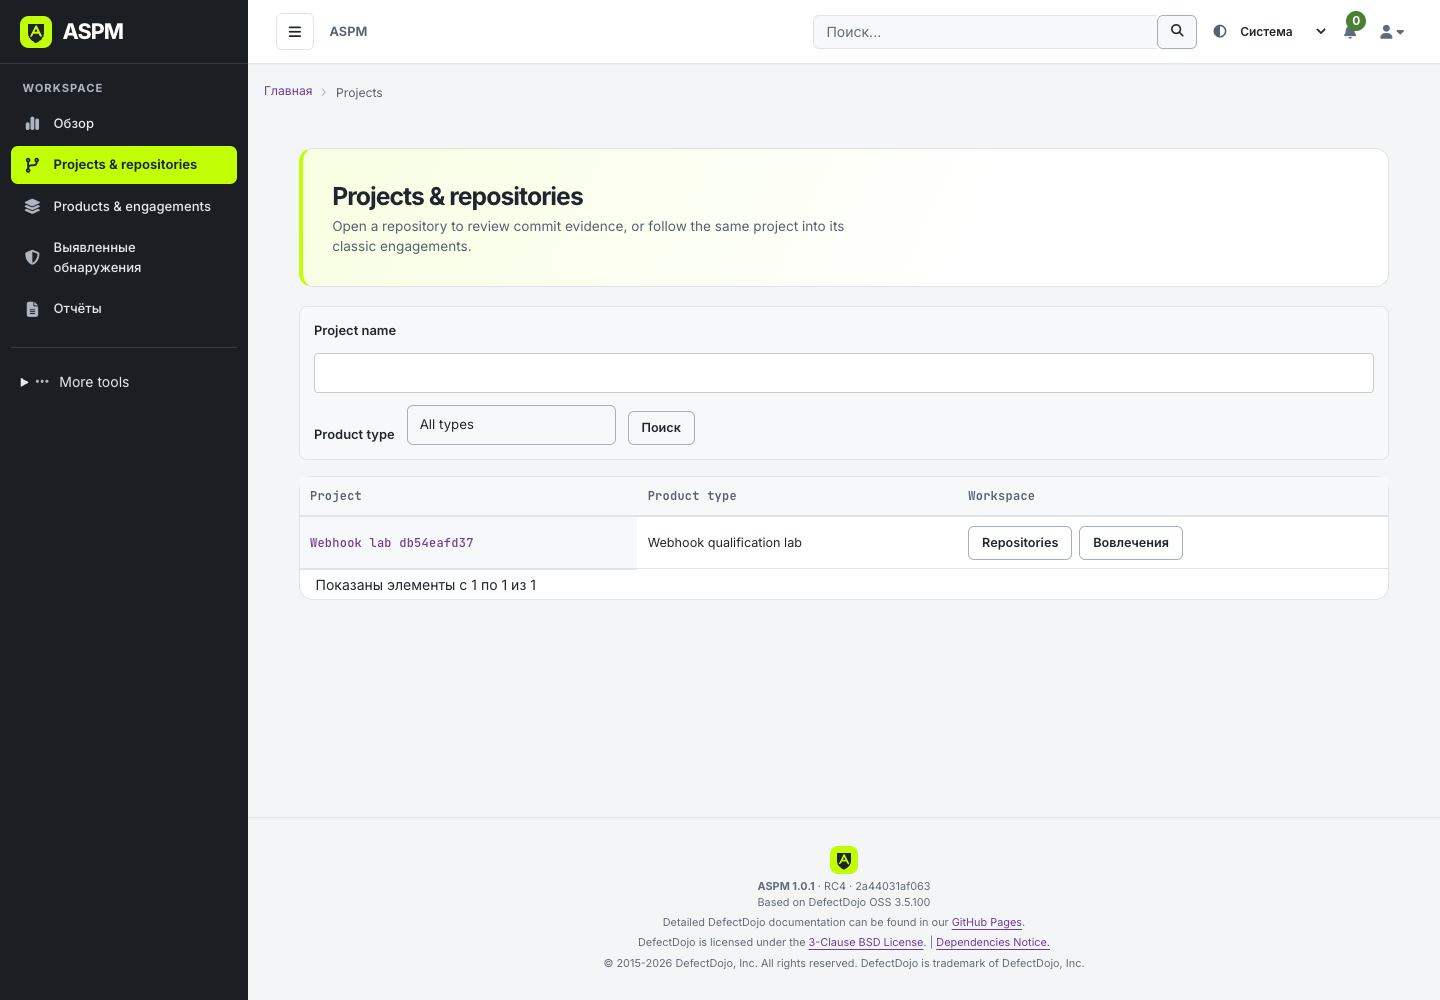 ASPM
ASPM
Поиск...
Система
0
WORKSPACE
Обзор
Projects & repositories
Products & engagements
Выявленные
обнаружения
Отчёты
More tools
Главная
Projects
Projects & repositories
Open a repository to review commit evidence, or follow the same project into its
classic engagements.
Project name
Product type
All types
Поиск
Project Product type Workspace
Webhook lab db54eafd37 Webhook qualification lab Repositories Вовлечения
Показаны элементы с 1 по 1 из 1
ASPM 1.0.1 · RC4 · 2a44031af063
Based on DefectDojo OSS 3.5.100
Detailed DefectDojo documentation can be found in our GitHub Pages.
DefectDojo is licensed under the 3-Clause BSD License. | Dependencies Notice.
© 2015-2026 DefectDojo, Inc. All rights reserved. DefectDojo is trademark of DefectDojo, Inc.